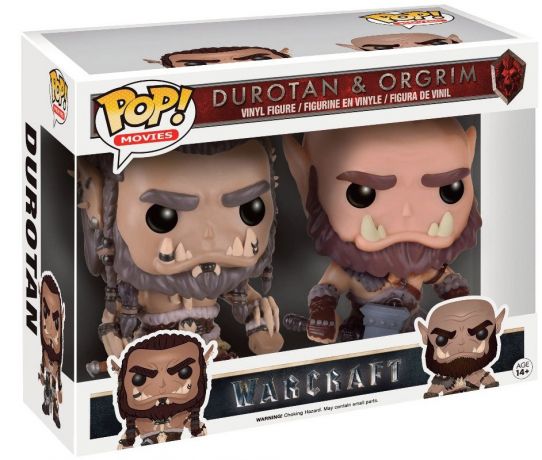 POP!
MOVIES
DUROTAN & ORGRIM
VINYL FIGURE / FIGURINE EN VINYLE / FIGURA DE VINIL
DUROTAN
WARCRAFT
AGE
14+
WARNING: Choking Hazard. May contain small parts.